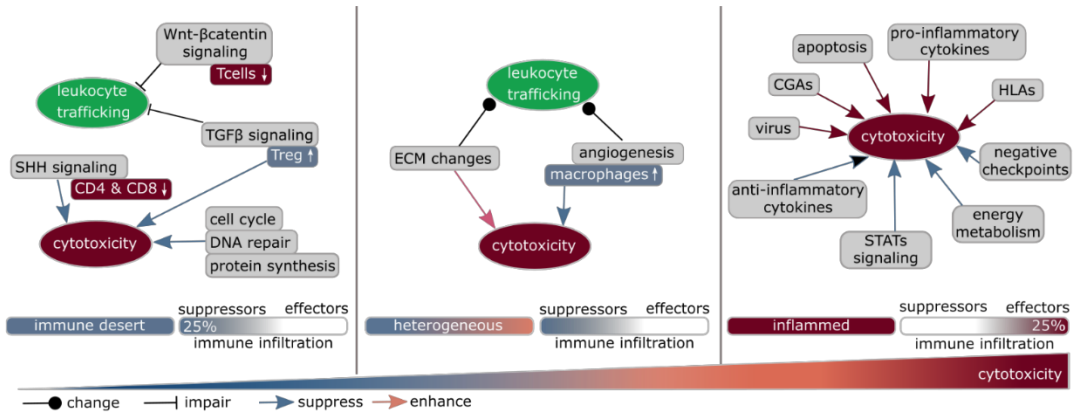 Wnt-βcatentin
signaling
Tcells ↓
leukocyte
trafficking
TGFβ signaling
Treg ↑
SHH signaling
CD4 & CD8 ↓
cytotoxicity
cell cycle
DNA repair
protein synthesis
immune desert
suppressors effectors
25%
immune infiltration
leukocyte
trafficking
ECM changes
angiogenesis
macrophages ↑
cytotoxicity
heterogeneous
suppressors effectors
immune infiltration
apoptosis
pro-inflammatory
cytokines
CGAs
HLAs
virus
cytotoxicity
negative
checkpoints
anti-inflammatory
cytokines
energy
metabolism
STATs
signaling
inflammed
suppressors effectors
25%
immune infiltration
cytotoxicity
change impair suppress enhance